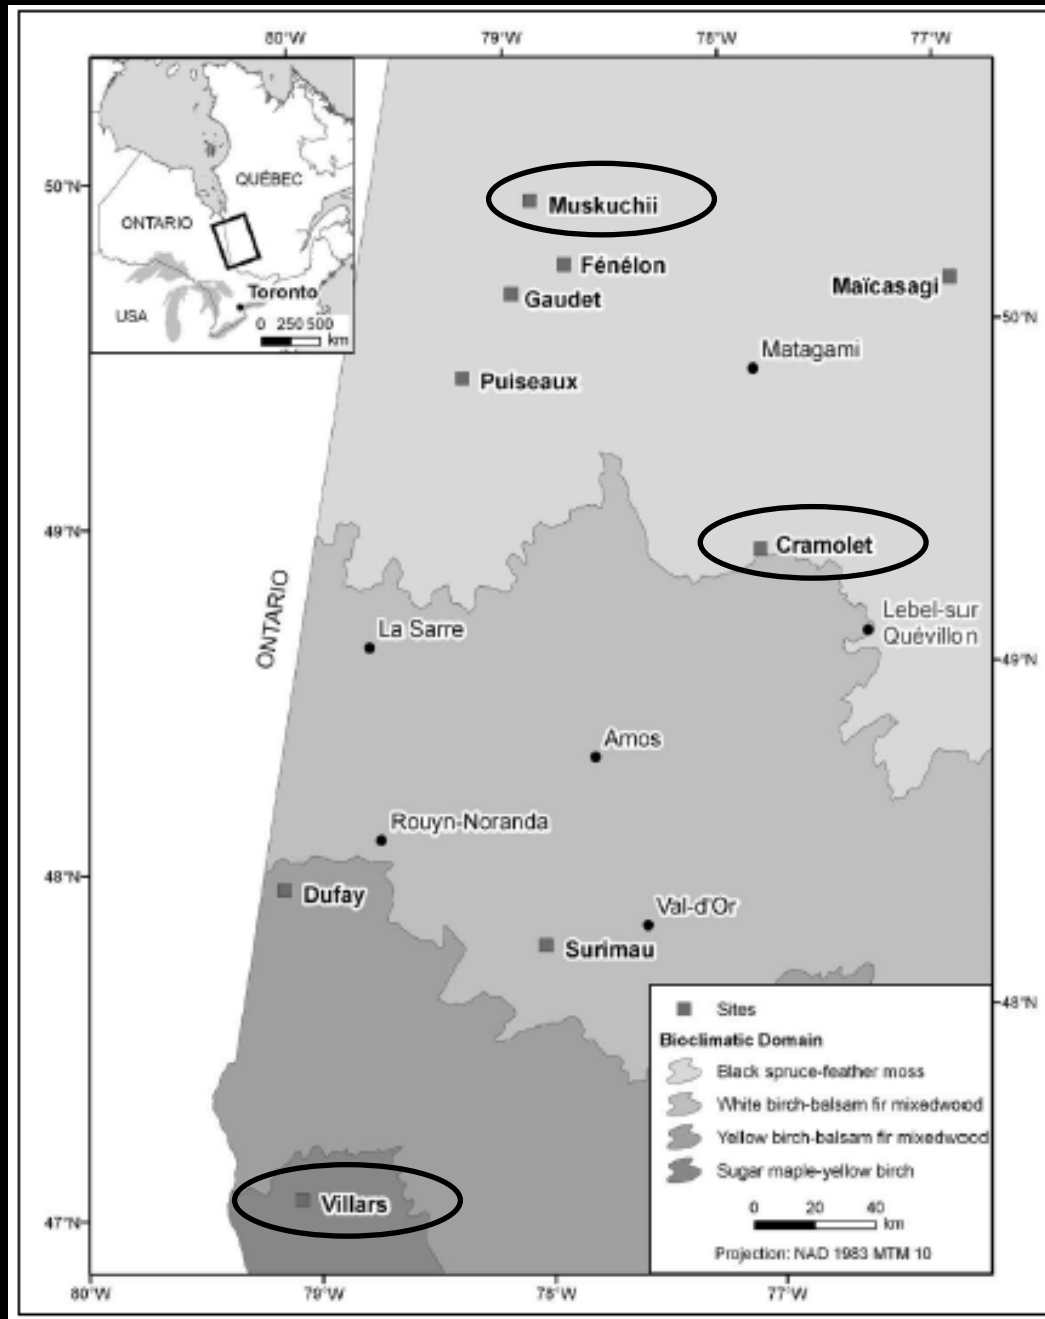 80°W 79°W 78°W 77°W
50°N
QUÉBEC
ONTARIO
Toronto
USA
0 250 500
km
Muskuchii
Fénélon
Gaudet
Maïcasagi
50°N
Matagami
Puiseaux
49°N
Cramolet
Lebel-sur
Quévillon
ONTARIO
La Sarre
49°N
Amos
Rouyn-Noranda
48°N
Dufay
Val-d'Or
Surimau
48°N
Sites
Bioclimatic Domain
Black spruce-feather moss
White birch-balsam fir mixedwood
Yellow birch-balsam fir mixedwood
Sugar maple-yellow birch
0 20 40
km
Projection: NAD 1983 MTM 10
Villars
47°N
80°W 79°W 78°W 77°W